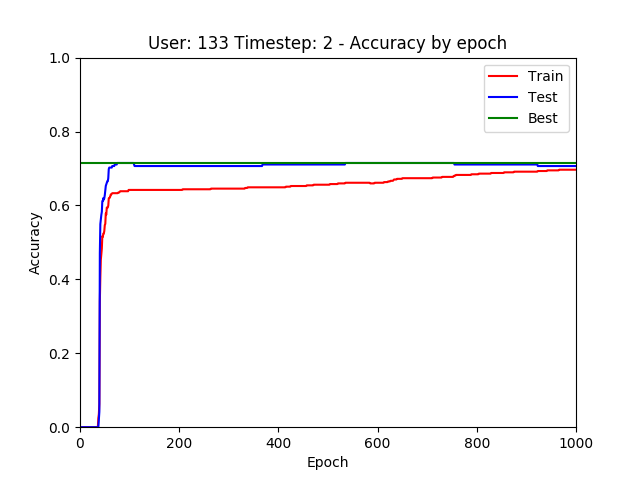 User: 133 Timestep: 2 - Accuracy by epoch
1.0
0.8
0.6
0.4
0.2
0.0
Accuracy
Train
Test
Best
0 200 400 600 800 1000
Epoch